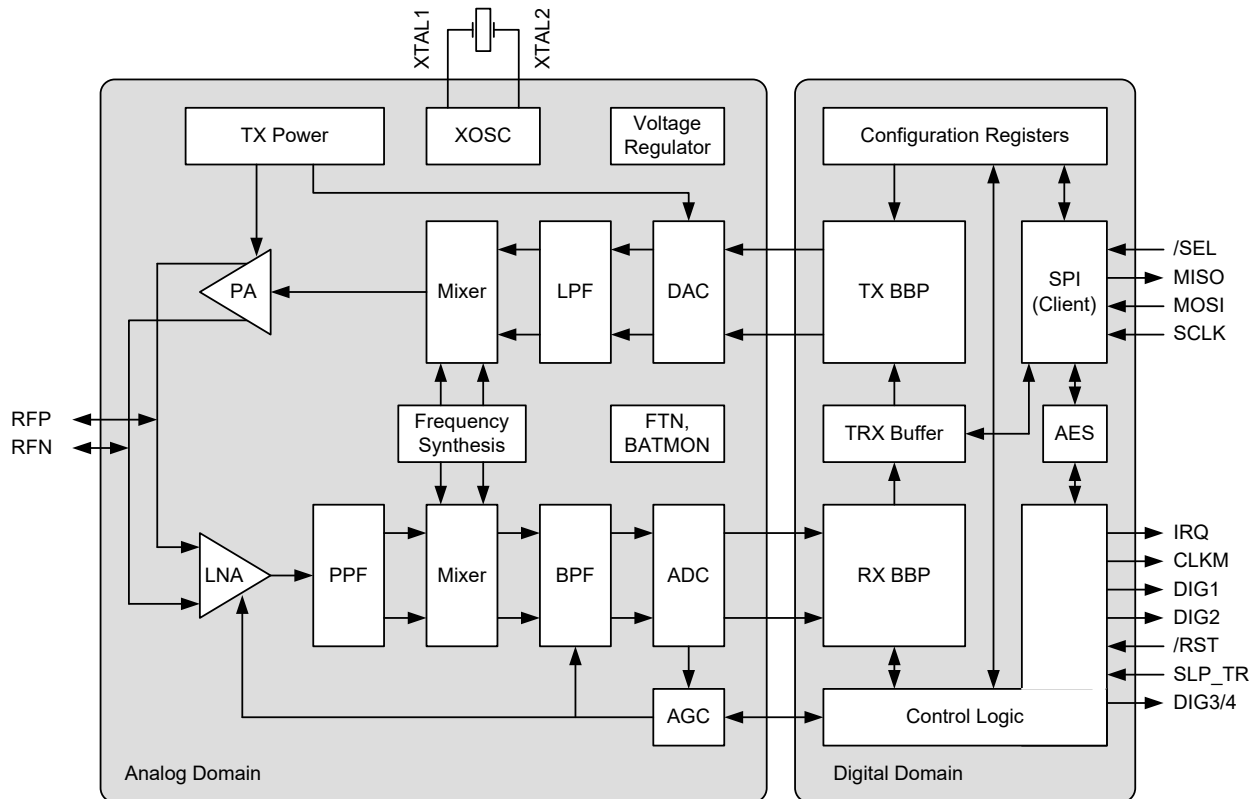 XTAL1
XTAL2
TX Power
XOSC
Voltage
Regulator
Configuration Registers
PA
Mixer
LPF
DAC
TX BBP
SPI
(Client)
/SEL
MISO
MOSI
SCLK
RFP
RFN
Frequency
Synthesis
FTN,
BATMON
TRX Buffer
AES
LNA
PPF
Mixer
BPF
ADC
RX BBP
IRQ
CLKM
DIG1
DIG2
/RST
SLP_TR
DIG3/4
AGC
Control Logic
Analog Domain
Digital Domain